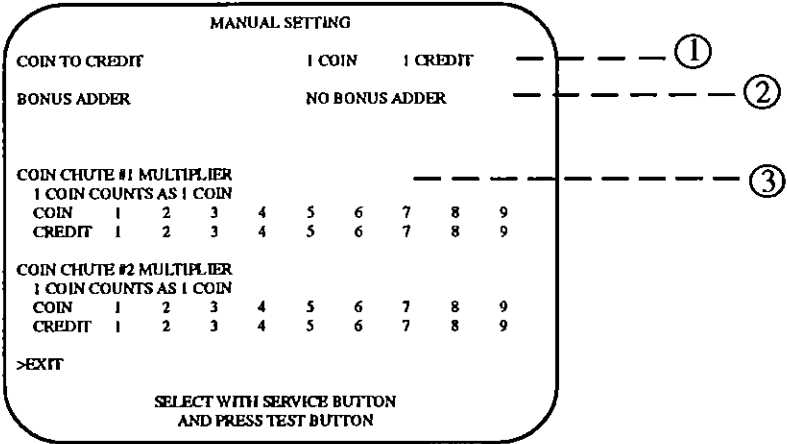 MANUAL SETTING
COIN TO CREDIT 1 COIN 1 CREDIT ①
BONUS ADDER NO BONUS ADDER ②
COIN CHUTE #1 MULTIPLIER ③
1 COIN COUNTS AS 1 COIN
COIN 1 2 3 4 5 6 7 8 9
CREDIT 1 2 3 4 5 6 7 8 9
COIN CHUTE #2 MULTIPLIER
1 COIN COUNTS AS 1 COIN
COIN 1 2 3 4 5 6 7 8 9
CREDIT 1 2 3 4 5 6 7 8 9
>EXIT
SELECT WITH SERVICE BUTTON
AND PRESS TEST BUTTON